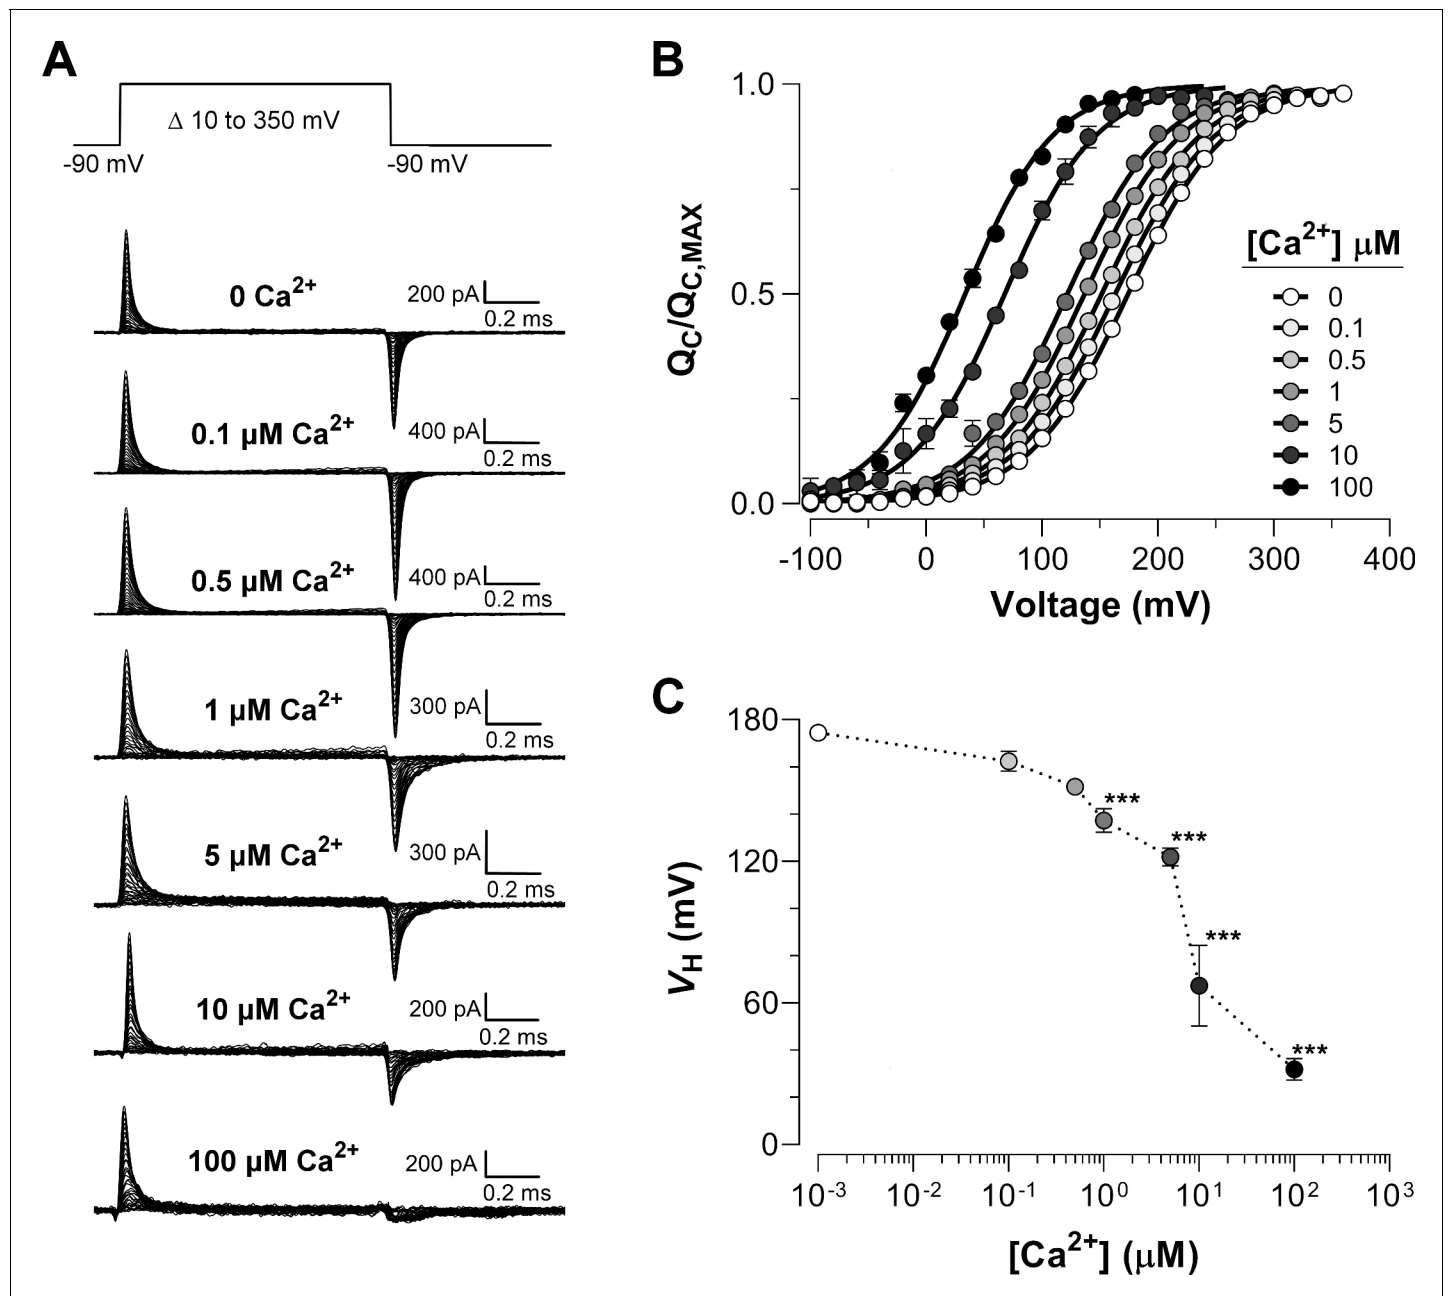 A
Δ 10 to 350 mV
-90 mV
-90 mV
0 Ca2+
200 pA
0.2 ms
0.1 µM Ca2+
400 pA
0.2 ms
0.5 µM Ca2+
400 pA
0.2 ms
1 µM Ca2+
300 pA
0.2 ms
5 µM Ca2+
300 pA
0.2 ms
10 µM Ca2+
200 pA
0.2 ms
100 µM Ca2+
200 pA
0.2 ms
B
1.0
0.5
0.0
QC/QC,MAX
-100 0 100 200 300 400
Voltage (mV)
[Ca2+] µM
0
0.1
0.5
1
5
10
100
C
180
120
60
0
VH (mV)
***
***
***
***
10-3 10-2 10-1 100 101 102 103
[Ca2+] (µM)